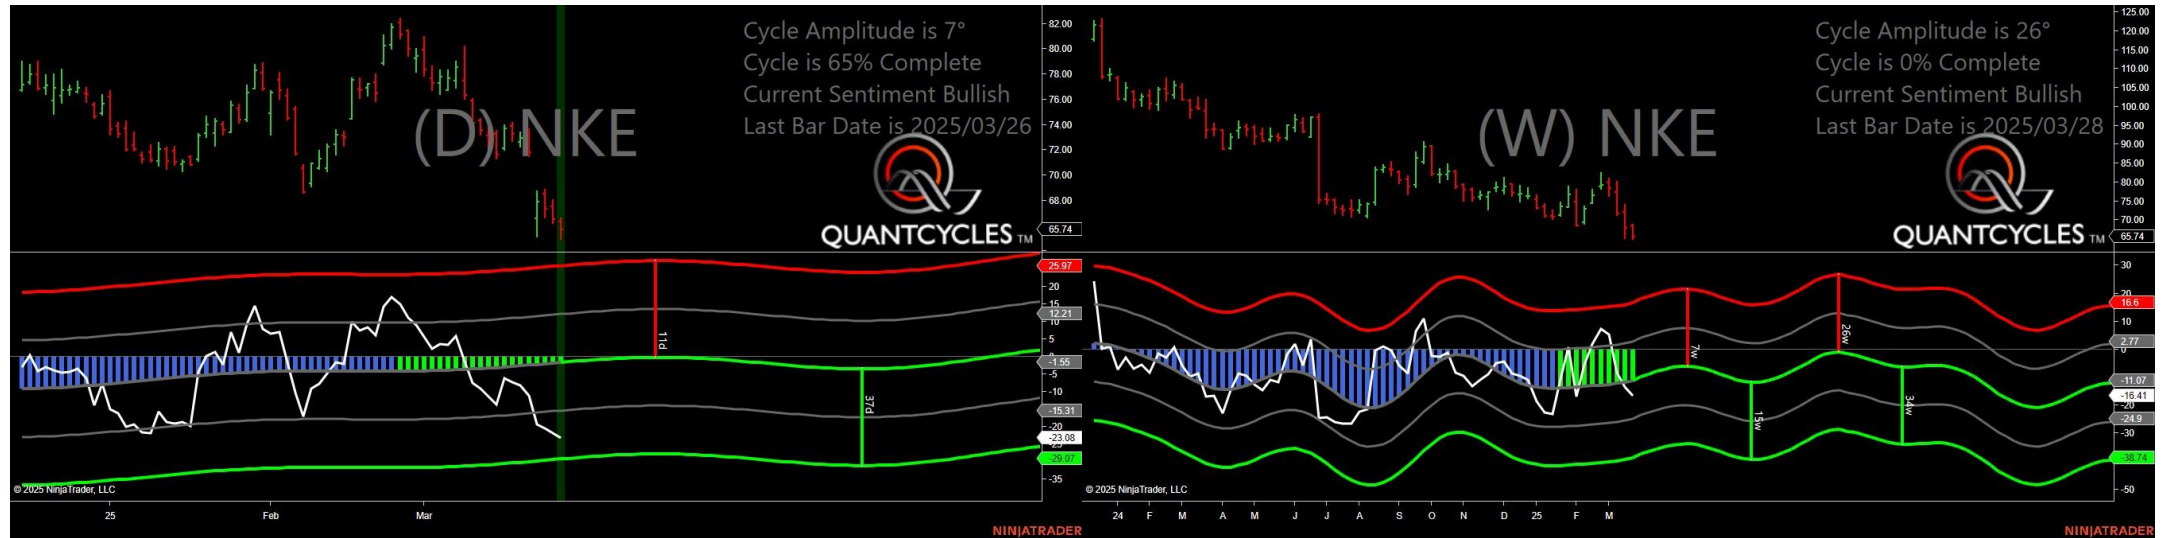 Cycle Amplitude is 7°
Cycle is 65% Complete
Current Sentiment Bullish
Last Bar Date is 2025/03/26
(D) NKE
QUANTCYCLES TM
82.00
80.00
78.00
76.00
74.00
72.00
70.00
68.00
65.74
25.97
20
15
12.21
10
5
0
-1.55
-5
-10
-15.31
-20
-23.08
-25
-29.07
-35
11d
37d
© 2025 NinjaTrader, LLC
25
Feb
Mar
NINJATRADER
Cycle Amplitude is 26°
Cycle is 0% Complete
Current Sentiment Bullish
Last Bar Date is 2025/03/28
(W) NKE
QUANTCYCLES TM
125.00
120.00
115.00
110.00
105.00
100.00
95.00
90.00
85.00
80.00
75.00
70.00
65.74
30
20
16.6
10
2.77
0
-11.07
-16.41
-20
-24.9
-30
-38.74
-50
7w
15w
26w
34w
© 2025 NinjaTrader, LLC
24 F M A M J J A S O N D 25 F M
NINJATRADER